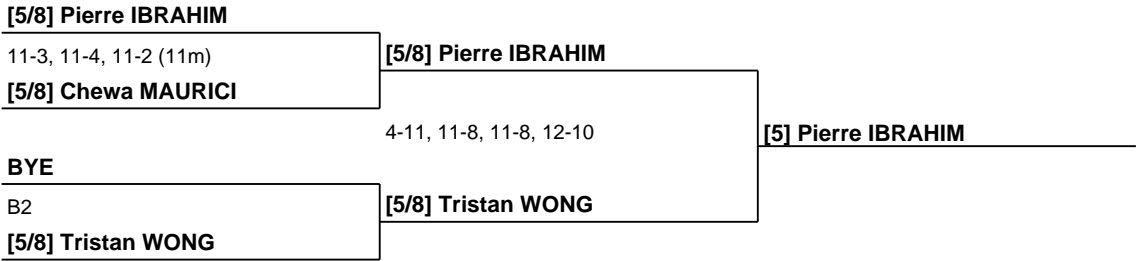 [5/8] Pierre IBRAHIM
11-3, 11-4, 11-2 (11m)
[5/8] Pierre IBRAHIM
[5/8] Chewa MAURICI
4-11, 11-8, 11-8, 12-10
[5] Pierre IBRAHIM
BYE
B2
[5/8] Tristan WONG
[5/8] Tristan WONG